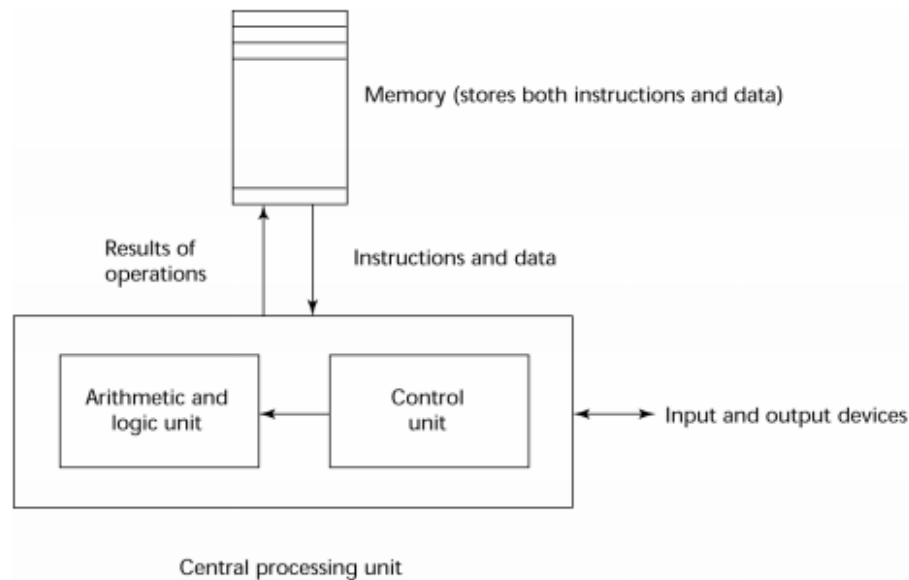 Memory (stores both instructions and data)
Results of
operations
Instructions and data
Arithmetic and
logic unit
Control
unit
Input and output devices
Central processing unit